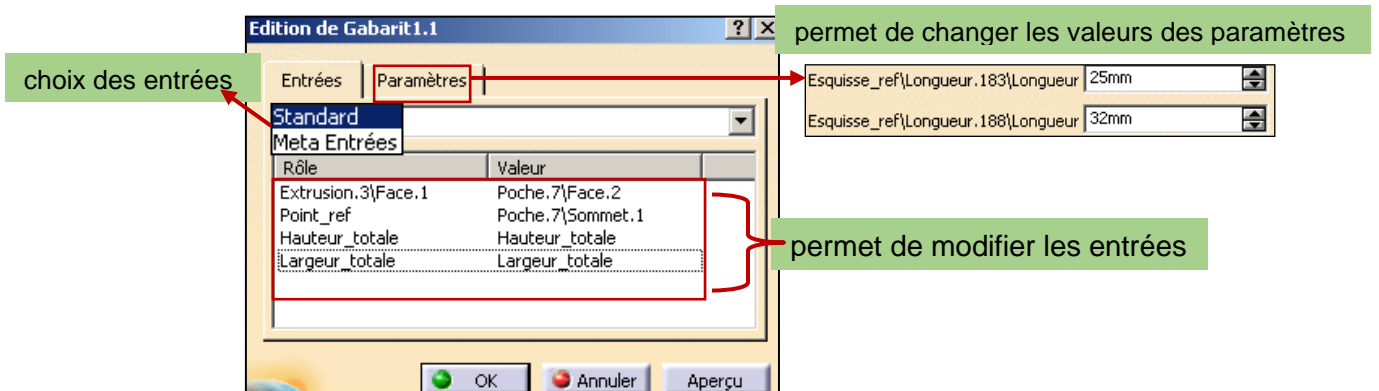 Edition de Gabarit1.1
permet de changer les valeurs des paramètres
choix des entrées
Entrées Paramètres
Esquisse_ref\Longueur.183\Longueur 25mm
Standard
Esquisse_ref\Longueur.188\Longueur 32mm
Meta Entrées
Rôle Valeur
Extrusion.3\Face.1 Poche.7\Face.2
Point_ref Poche.7\Sommet.1
Hauteur_totale Hauteur_totale
Largeur_totale Largeur_totale
permet de modifier les entrées
OK Annuler Aperçu